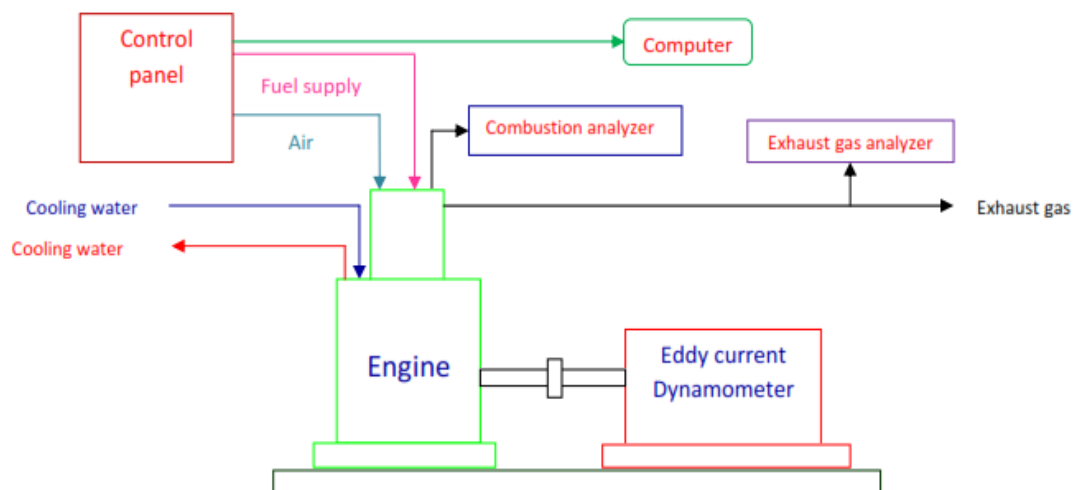 Control
panel
Computer
Fuel supply
Air
Combustion analyzer
Exhaust gas analyzer
Cooling water
Exhaust gas
Cooling water
Engine
Eddy current
Dynamometer